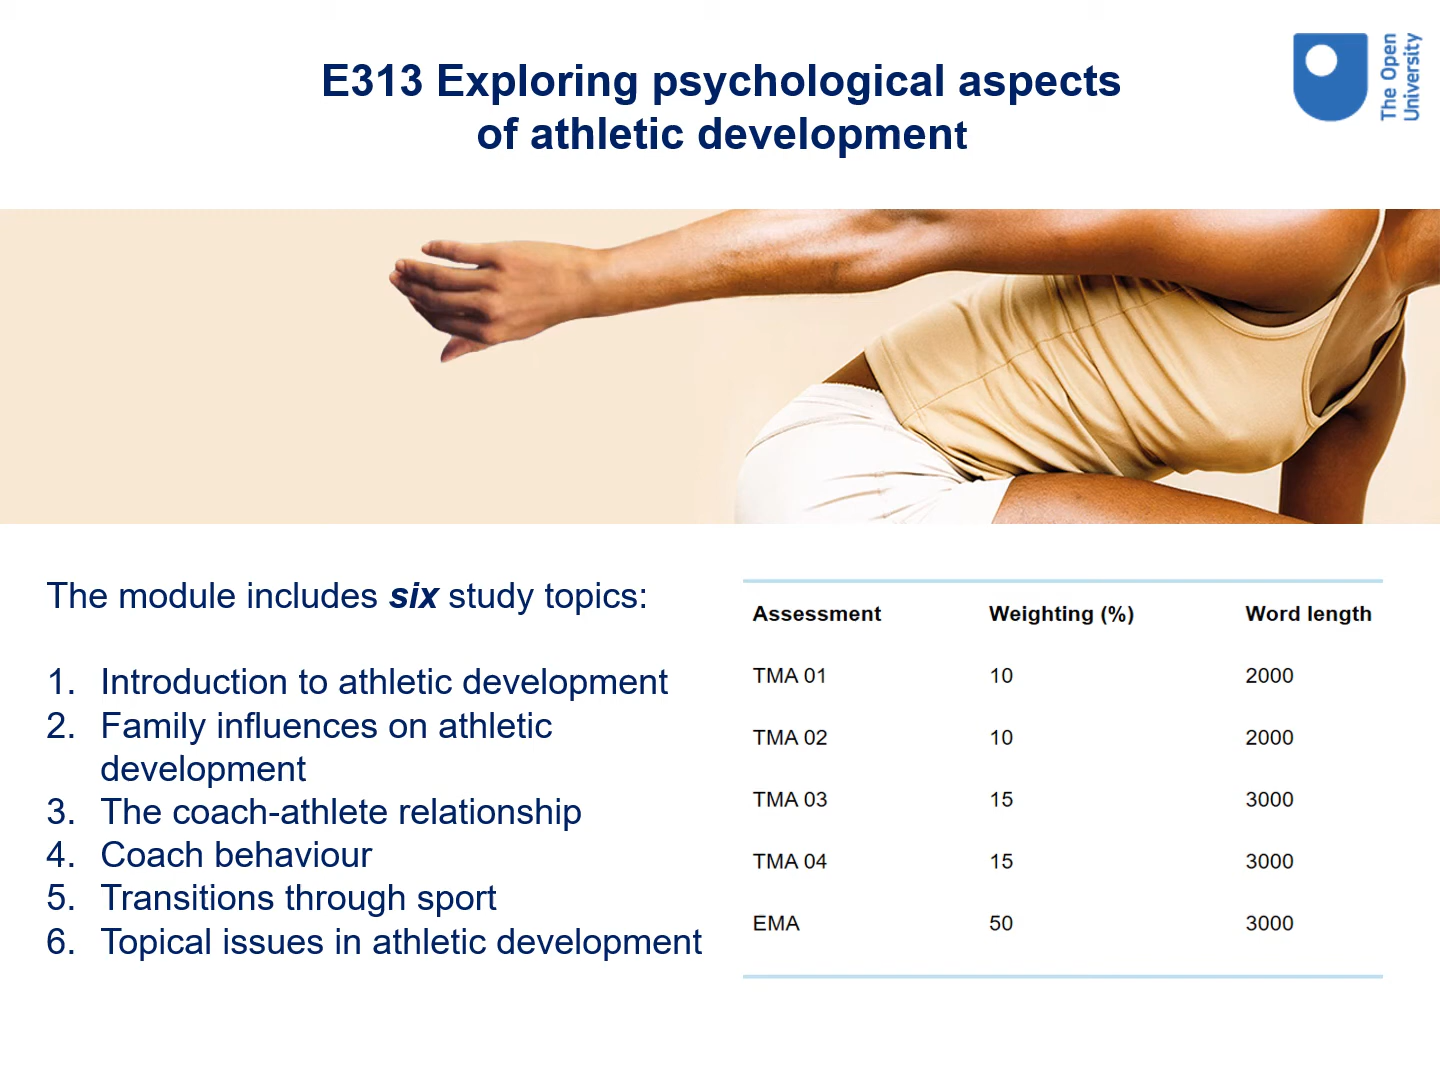 E313 Exploring psychological aspects
of athletic development
The Open
University
The module includes six study topics:
1. Introduction to athletic development
2. Family influences on athletic
development
3. The coach-athlete relationship
4. Coach behaviour
5. Transitions through sport
6. Topical issues in athletic development
Assessment Weighting (%) Word length
TMA 01 10 2000
TMA 02 10 2000
TMA 03 15 3000
TMA 04 15 3000
EMA 50 3000